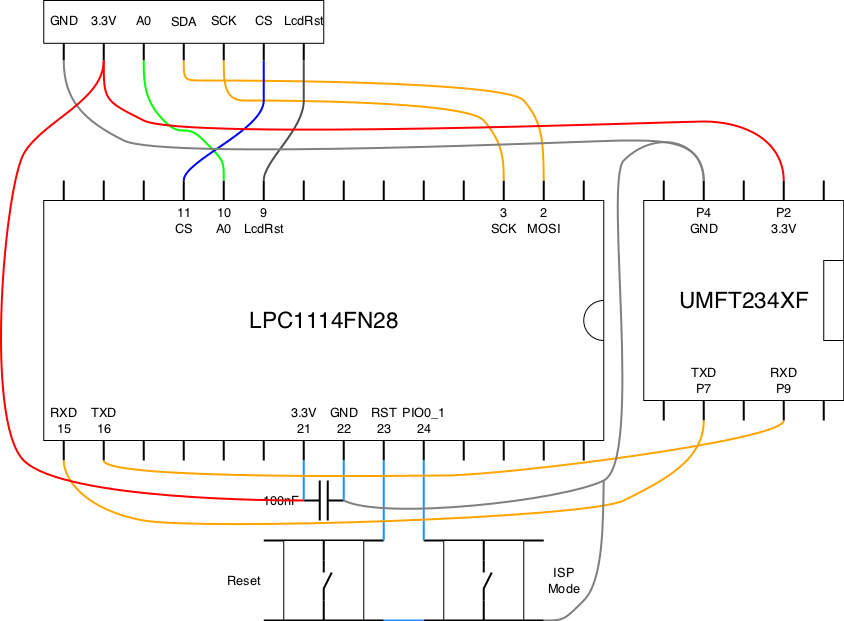 GND 3.3V A0 SDA SCK CS LcdRst
11 10 9 3 2 P4 P2
CS A0 LcdRst SCK MOSI GND 3.3V
LPC1114FN28 UMFT234XF
TXD RXD
P7 P9
RXD TXD 3.3V GND RST PIO0_1
15 16 21 22 23 24
100nF
Reset
ISP
Mode